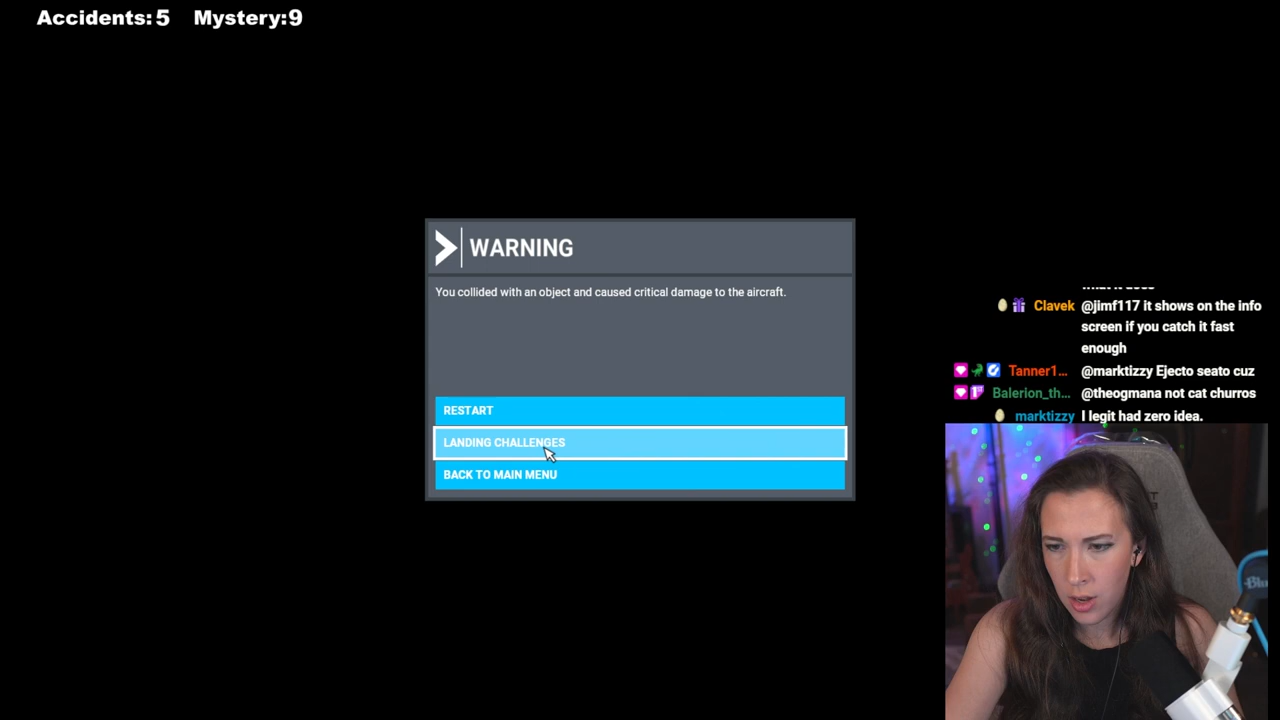 Accidents: 5 Mystery:9
WARNING
You collided with an object and caused critical damage to the aircraft.
RESTART
LANDING CHALLENGES
BACK TO MAIN MENU
Clavek @jimf117 it shows on the info
screen if you catch it fast
enough
Tanner1... @marktizzy Ejecto seato cuz
Balerion_th... @theogmana not cat churros
marktizzy I legit had zero idea.